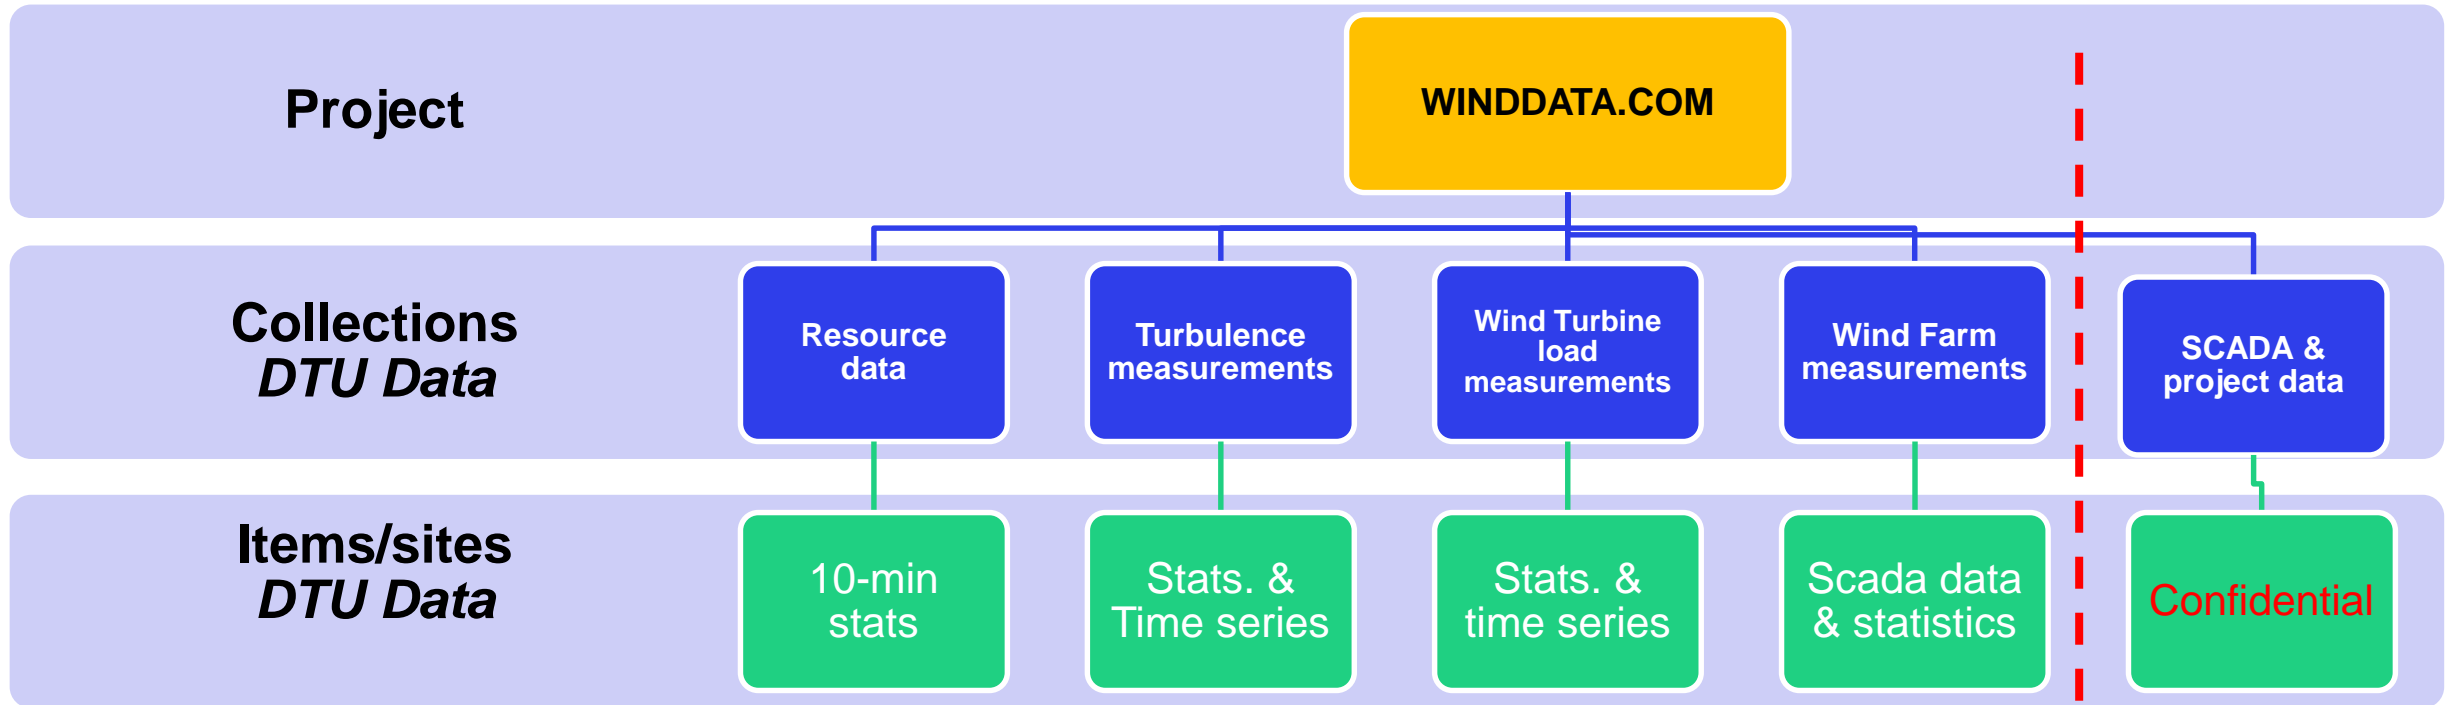 Project
WINDDATA.COM
Collections
DTU Data
Resource
data
Turbulence
measurements
Wind Turbine
load
measurements
Wind Farm
measurements
SCADA &
project data
Items/sites
DTU Data
10-min
stats
Stats. &
Time series
Stats. &
time series
Scada data
& statistics
Confidential